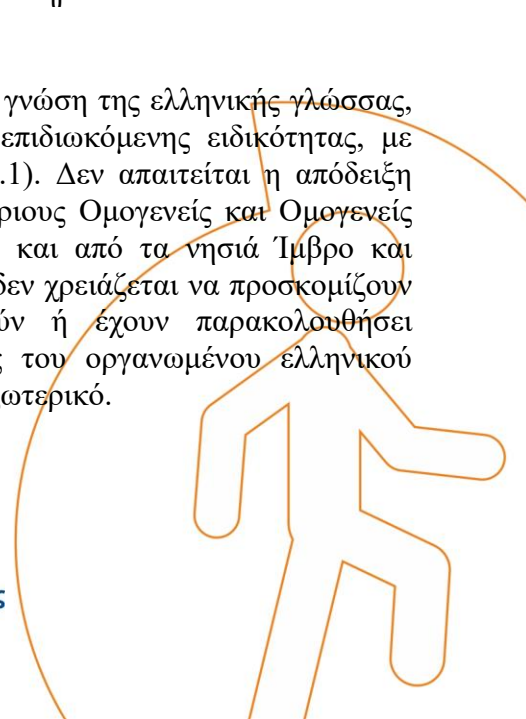 γνώση της ελληνικής γλώσσας,
επιδιωκόμενης ειδικότητας, με
.1). Δεν απαιτείται η απόδειξη
ριους Ομογενείς και Ομογενείς
και από τα νησιά Ίμβρο και
δεν χρειάζεται να προσκομίζουν
ύν ή έχουν παρακολουθήσει
ς του οργανωμένου ελληνικού
ωτερικό.
ς